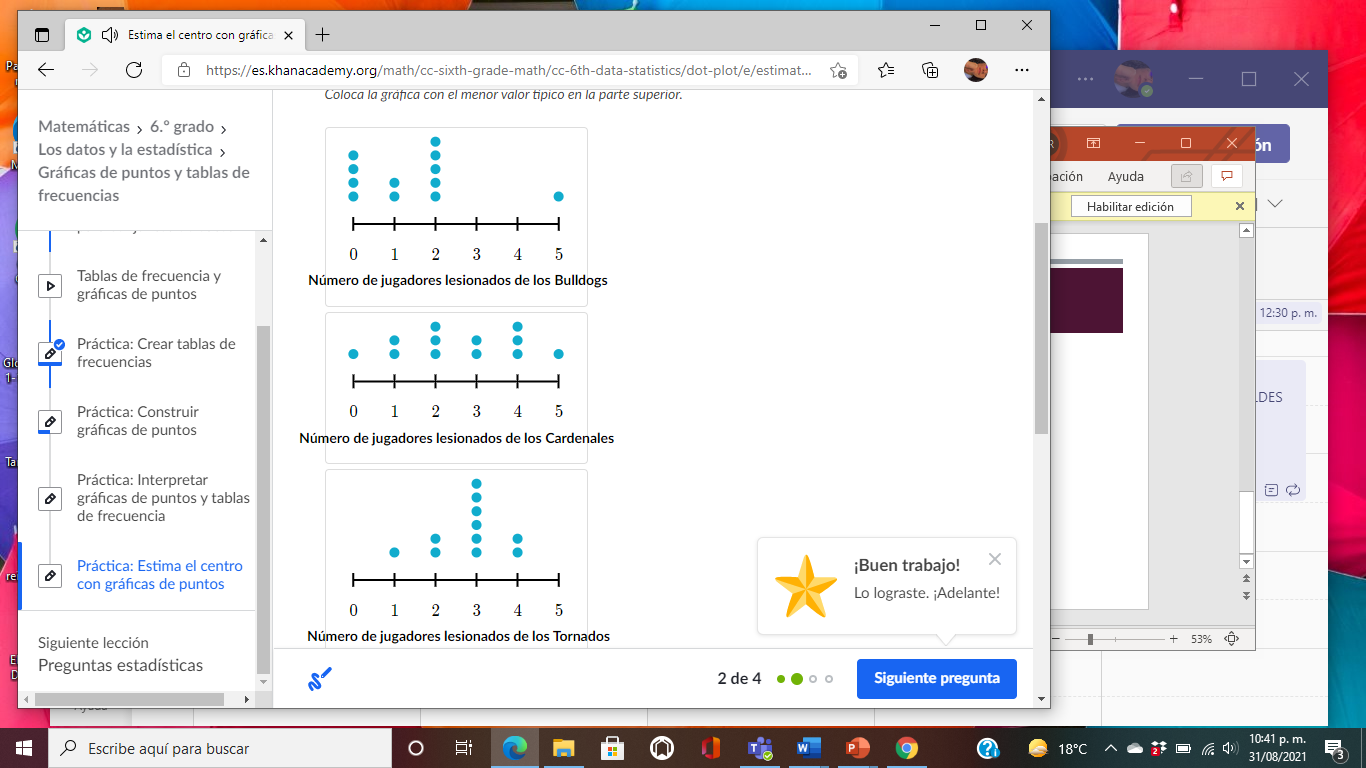 Estima el centro con gráfica
https://es.khanacademy.org/math/cc-sixth-grade-math/cc-6th-data-statistics/dot-plot/e/estimat...
Matemáticas > 6.º grado >
Los datos y la estadística >
Gráficas de puntos y tablas de
frecuencias
Tablas de frecuencia y
gráficas de puntos
Práctica: Crear tablas de
frecuencias
Práctica: Construir
gráficas de puntos
Práctica: Interpretar
gráficas de puntos y tablas
de frecuencia
Práctica: Estima el centro
con gráficas de puntos
Siguiente lección
Preguntas estadísticas
Coloca la gráfica con el menor valor típico en la parte superior.
0 1 2 3 4 5
Número de jugadores lesionados de los Bulldogs
0 1 2 3 4 5
Número de jugadores lesionados de los Cardenales
0 1 2 3 4 5
Número de jugadores lesionados de los Tornados
¡Buen trabajo!
Lo lograste. ¡Adelante!
2 de 4
Siguiente pregunta
Ayuda
Habilitar edición
12:30 p. m.
53%
Escribe aquí para buscar
18°C
10:41 p. m.
31/08/2021
3